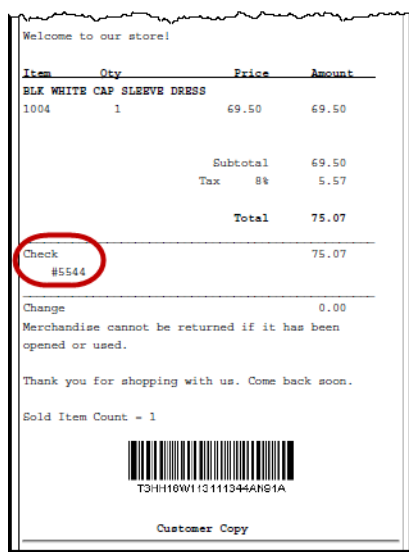 Welcome to our store!
Item Qty Price Amount
BLK WHITE CAP SLEEVE DRESS
1004 1 69.50 69.50
Subtotal 69.50
Tax 8% 5.57
Total 75.07
Check 75.07
#5544
Change 0.00
Merchandise cannot be returned if it has been
opened or used.
Thank you for shopping with us. Come back soon.
Sold Item Count = 1
Customer Copy